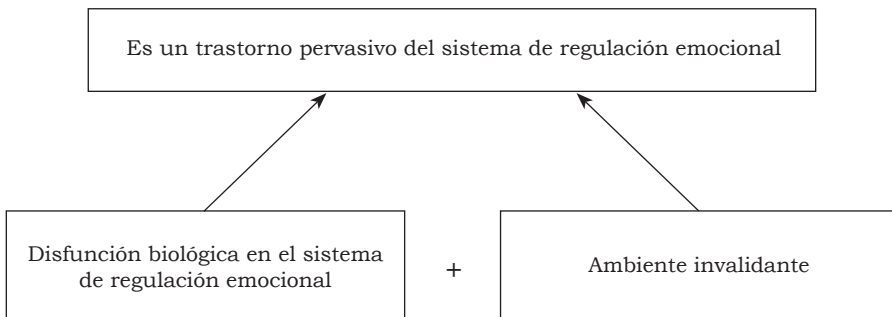 Es un trastorno pervasivo del sistema de regulación emocional
Disfunción biológica en el sistema
de regulación emocional
+
Ambiente invalidante